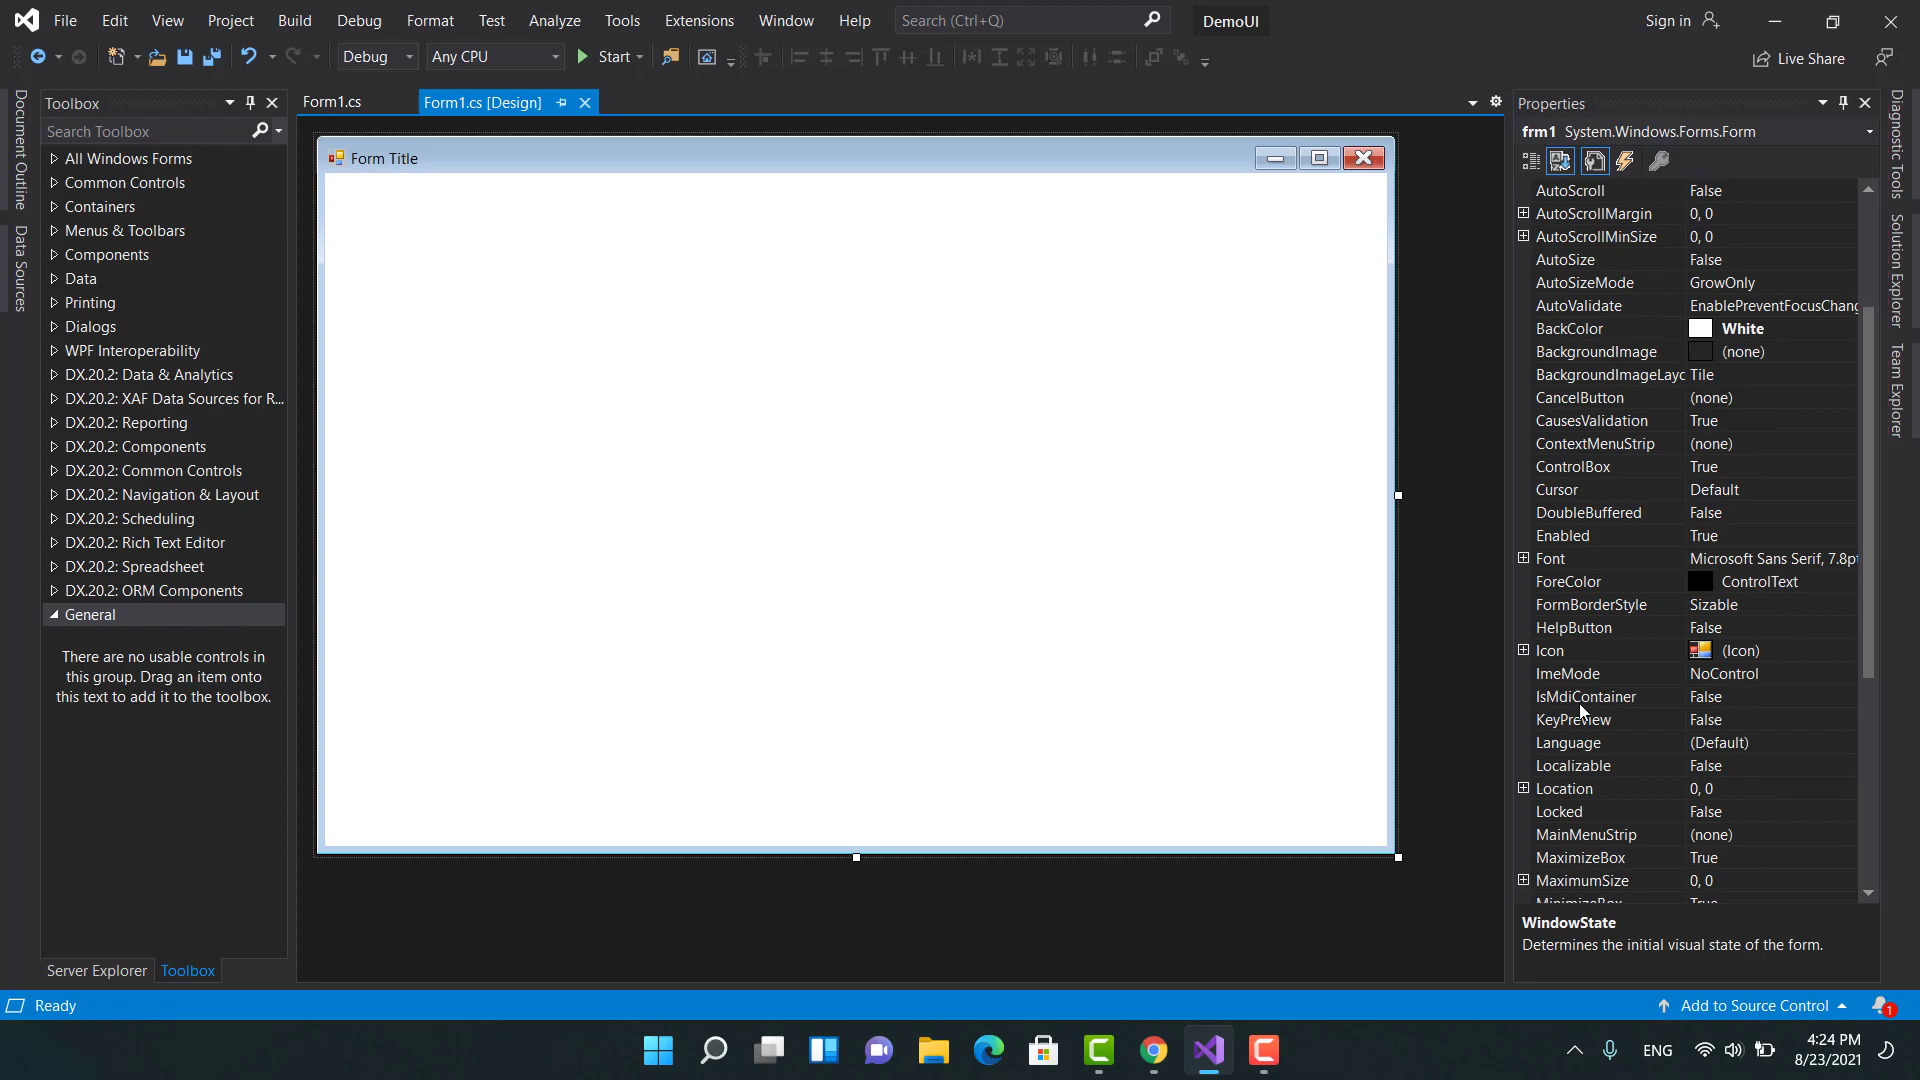 File Edit View Project Build Debug Format Test Analyze Tools Extensions Window Help Search (Ctrl+Q) DemoUI Sign in
Debug Any CPU Start Live Share
Document Outline
Data Sources
Toolbox
Search Toolbox
All Windows Forms
Common Controls
Containers
Menus & Toolbars
Components
Data
Printing
Dialogs
WPF Interoperability
DX.20.2: Data & Analytics
DX.20.2: XAF Data Sources for R...
DX.20.2: Reporting
DX.20.2: Components
DX.20.2: Common Controls
DX.20.2: Navigation & Layout
DX.20.2: Scheduling
DX.20.2: Rich Text Editor
DX.20.2: Spreadsheet
DX.20.2: ORM Components
General
There are no usable controls in
this group. Drag an item onto
this text to add it to the toolbox.
Server Explorer Toolbox
Form1.cs Form1.cs [Design]
Form Title
Properties
frm1 System.Windows.Forms.Form
AutoScroll False
AutoScrollMargin 0, 0
AutoScrollMinSize 0, 0
AutoSize False
AutoSizeMode GrowOnly
AutoValidate EnablePreventFocusChang
BackColor White
BackgroundImage (none)
BackgroundImageLayc Tile
CancelButton (none)
CausesValidation True
ContextMenuStrip (none)
ControlBox True
Cursor Default
DoubleBuffered False
Enabled True
Font Microsoft Sans Serif, 7.8pt
ForeColor ControlText
FormBorderStyle Sizable
HelpButton False
Icon (Icon)
ImeMode NoControl
IsMdiContainer False
KeyPreview False
Language (Default)
Localizable False
Location 0, 0
Locked False
MainMenuStrip (none)
MaximizeBox True
MaximumSize 0, 0
MinimizeBox True
WindowState
Determines the initial visual state of the form.
Diagnostic Tools
Solution Explorer
Team Explorer
Ready Add to Source Control 1
ENG 4:24 PM
8/23/2021